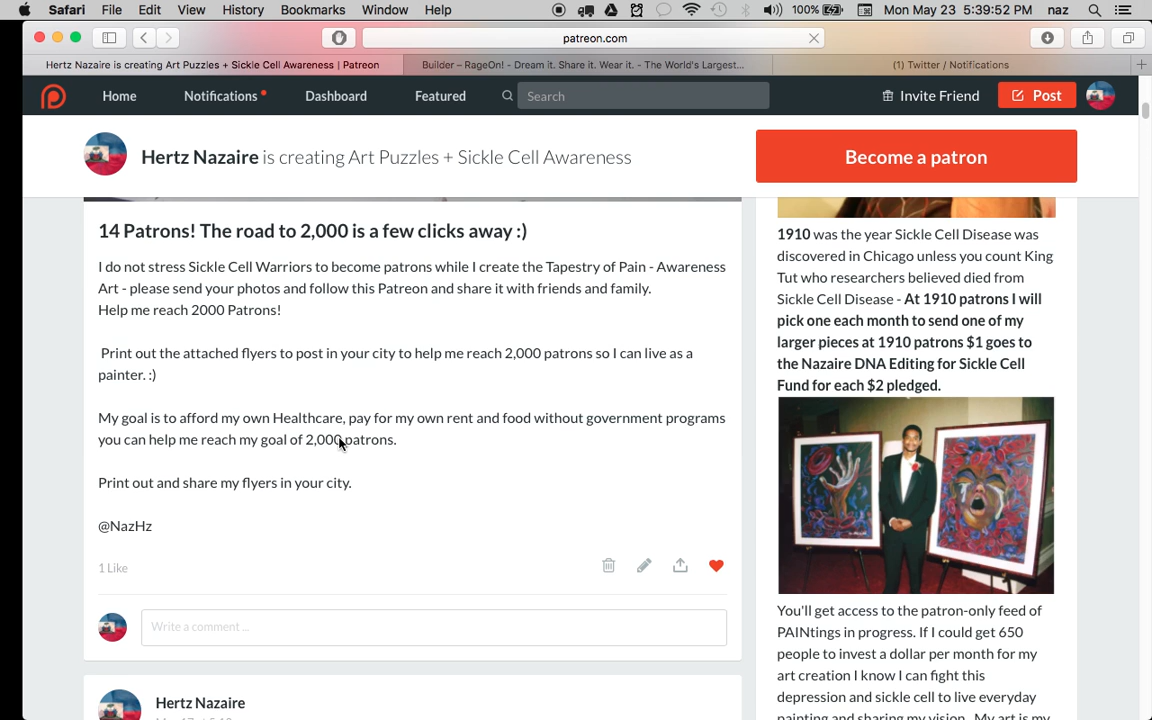 Safari File Edit View History Bookmarks Window Help 100% Mon May 23 5:39:52 PM naz
patreon.com
Hertz Nazaire is creating Art Puzzles + Sickle Cell Awareness | Patreon
Builder – RageOn! - Dream it. Share it. Wear it. - The World's Largest...
(1) Twitter / Notifications
Home Notifications Dashboard Featured Search Invite Friend Post
Hertz Nazaire is creating Art Puzzles + Sickle Cell Awareness
Become a patron
14 Patrons! The road to 2,000 is a few clicks away :)
I do not stress Sickle Cell Warriors to become patrons while I create the Tapestry of Pain - Awareness
Art - please send your photos and follow this Patreon and share it with friends and family.
Help me reach 2000 Patrons!
Print out the attached flyers to post in your city to help me reach 2,000 patrons so I can live as a
painter. :)
My goal is to afford my own Healthcare, pay for my own rent and food without government programs
you can help me reach my goal of 2,000 patrons.
Print out and share my flyers in your city.
@NazHz
1 Like
Write a comment ...
Hertz Nazaire
1910 was the year Sickle Cell Disease was
discovered in Chicago unless you count King
Tut who researchers believed died from
Sickle Cell Disease - At 1910 patrons I will
pick one each month to send one of my
larger pieces at 1910 patrons $1 goes to
the Nazaire DNA Editing for Sickle Cell
Fund for each $2 pledged.
You'll get access to the patron-only feed of
PAINtings in progress. If I could get 650
people to invest a dollar per month for my
art creation I know I can fight this
depression and sickle cell to live everyday
painting and sharing my vision. My art is my